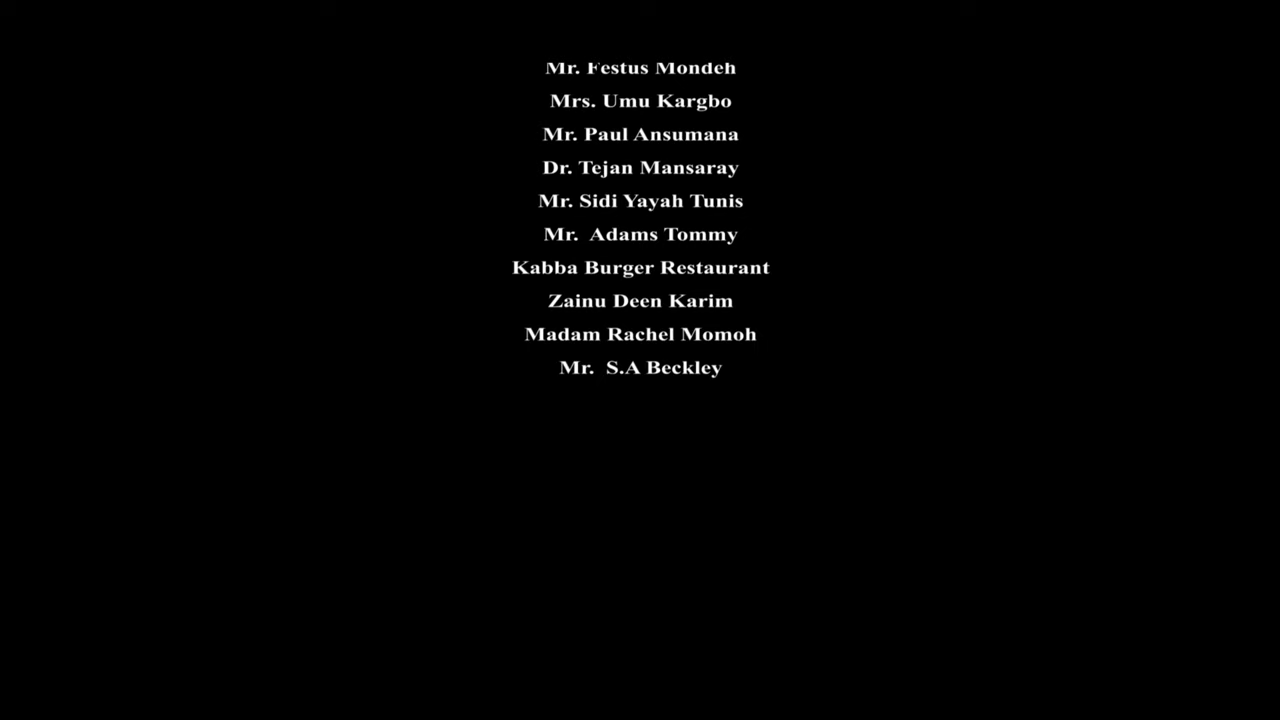 Mr. Festus Mondeh
Mrs. Umu Kargbo
Mr. Paul Ansumana
Dr. Tejan Mansaray
Mr. Sidi Yayah Tunis
Mr.  Adams Tommy
Kabba Burger Restaurant
Zainu Deen Karim
Madam Rachel Momoh
Mr.  S.A Beckley